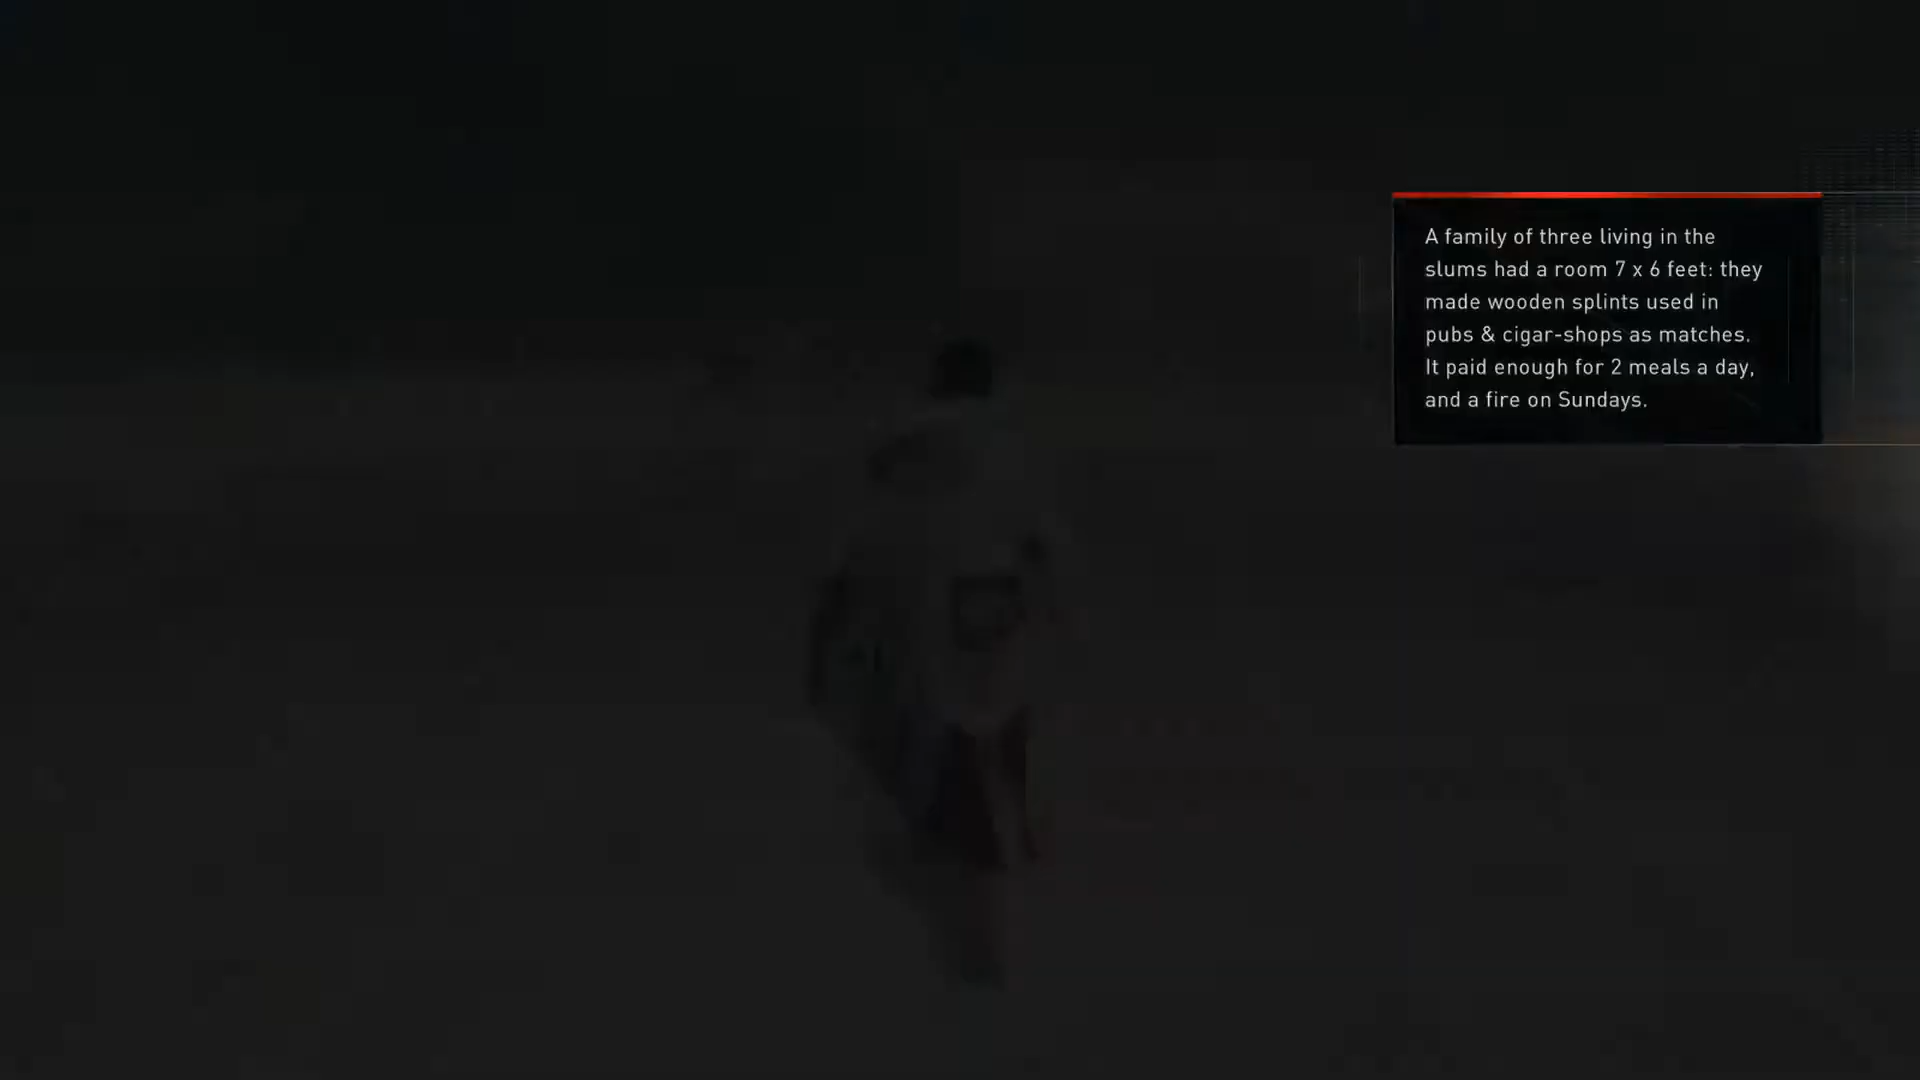 A family of three living in the
slums had a room 7 x 6 feet: they
made wooden splints used in
pubs & cigar-shops as matches.
It paid enough for 2 meals a day,
and a fire on Sundays.